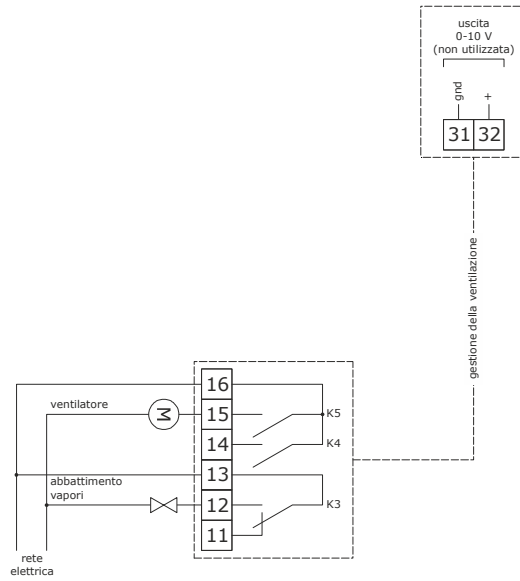 uscita
0-10 V
(non utilizzata)
gnd
+
31 32
gestione della ventilazione
16
ventilatore
M
15
K5
14
K4
13
abbattimento
vapori
12
K3
11
rete
elettrica